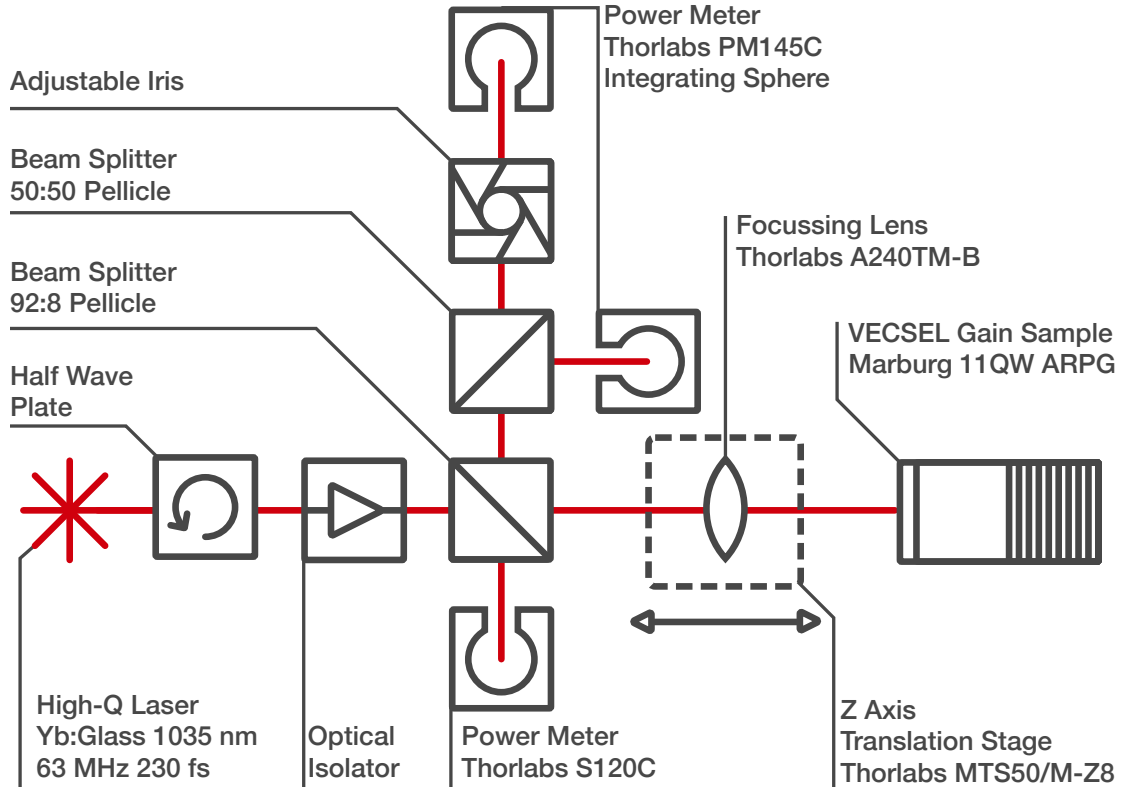 Power Meter
Thorlabs PM145C
Integrating Sphere
Adjustable Iris
Beam Splitter
50:50 Pellicle
Beam Splitter
92:8 Pellicle
Half Wave
Plate
Focussing Lens
Thorlabs A240TM-B
VECSEL Gain Sample
Marburg 11QW ARPG
High-Q Laser
Yb:Glass 1035 nm
63 MHz 230 fs
Optical
Isolator
Power Meter
Thorlabs S120C
Z Axis
Translation Stage
Thorlabs MTS50/M-Z8